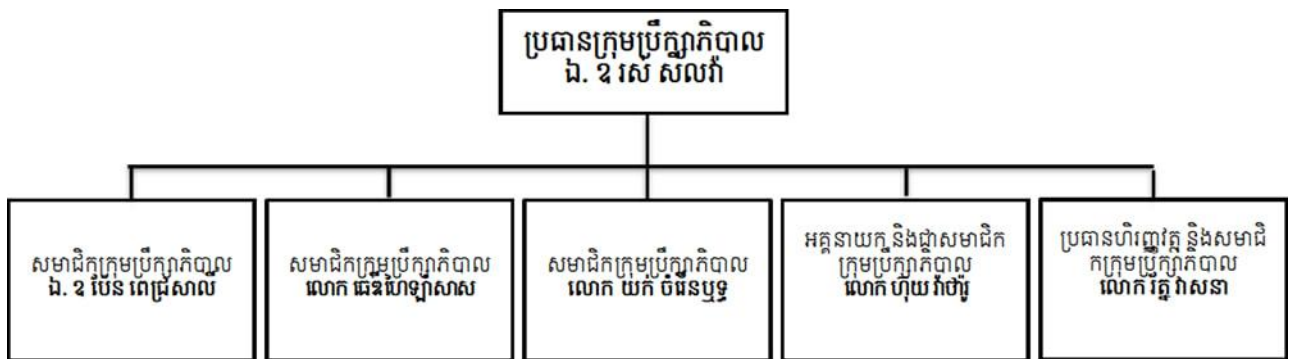 ប្រធានក្រុមប្រឹក្សាភិបាល
ឯ. ឧ រស់ សីលវ៉ា
សមាជិកក្រុមប្រឹក្សាភិបាល
ឯ. ឧ បែន ពេជ្រសាល់
សមាជិកក្រុមប្រឹក្សាភិបាល
លោក
សមាជិកក្រុមប្រឹក្សាភិបាល
លោក យក់ ចំរើនឫទ្ធ
អគ្គនាយក និងជាសមាជិក
ក្រុមប្រឹក្សាភិបាល
លោក ហ៊ុយ វ៉ាថារ៉ូ
ប្រធានហិរញ្ញវត្ថុ និងសមាជិ
កក្រុមប្រឹក្សាភិបាល
លោក រ័ត្ន វាសនា